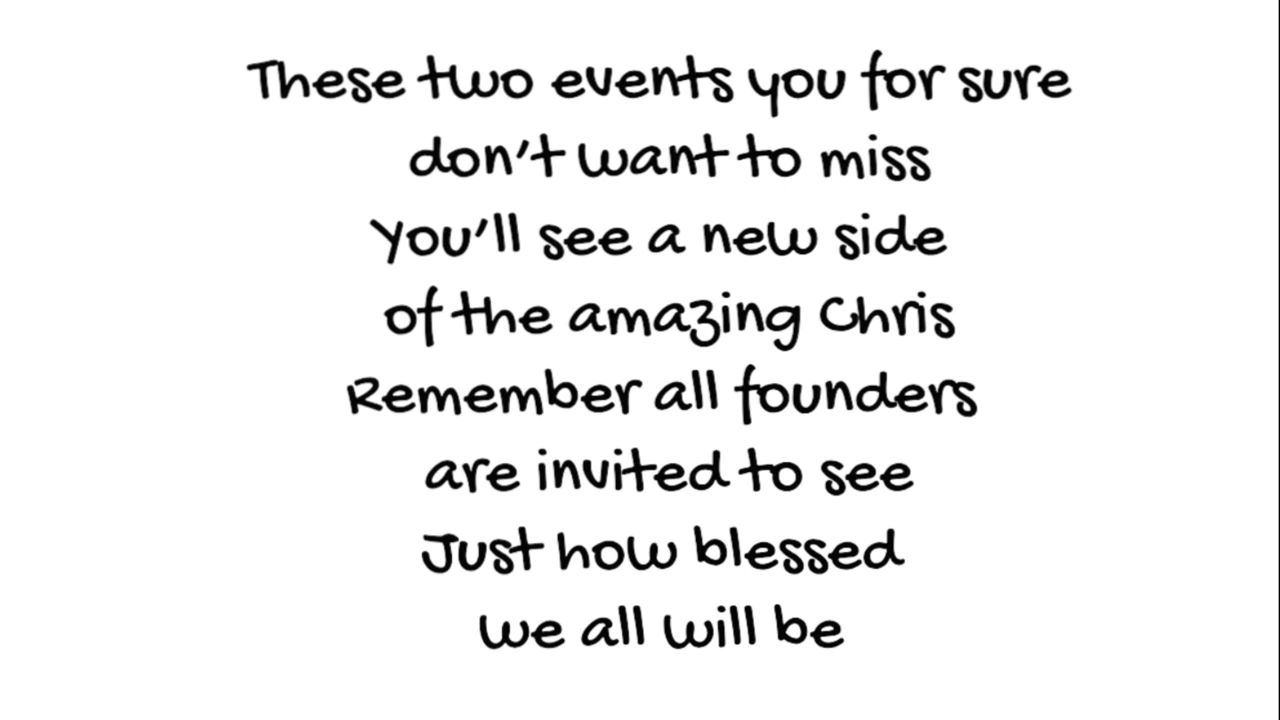 These two events you for sure
don't want to miss
You'll see a new side
of the amazing Chris
Remember all founders
are invited to see
Just how blessed
we all will be